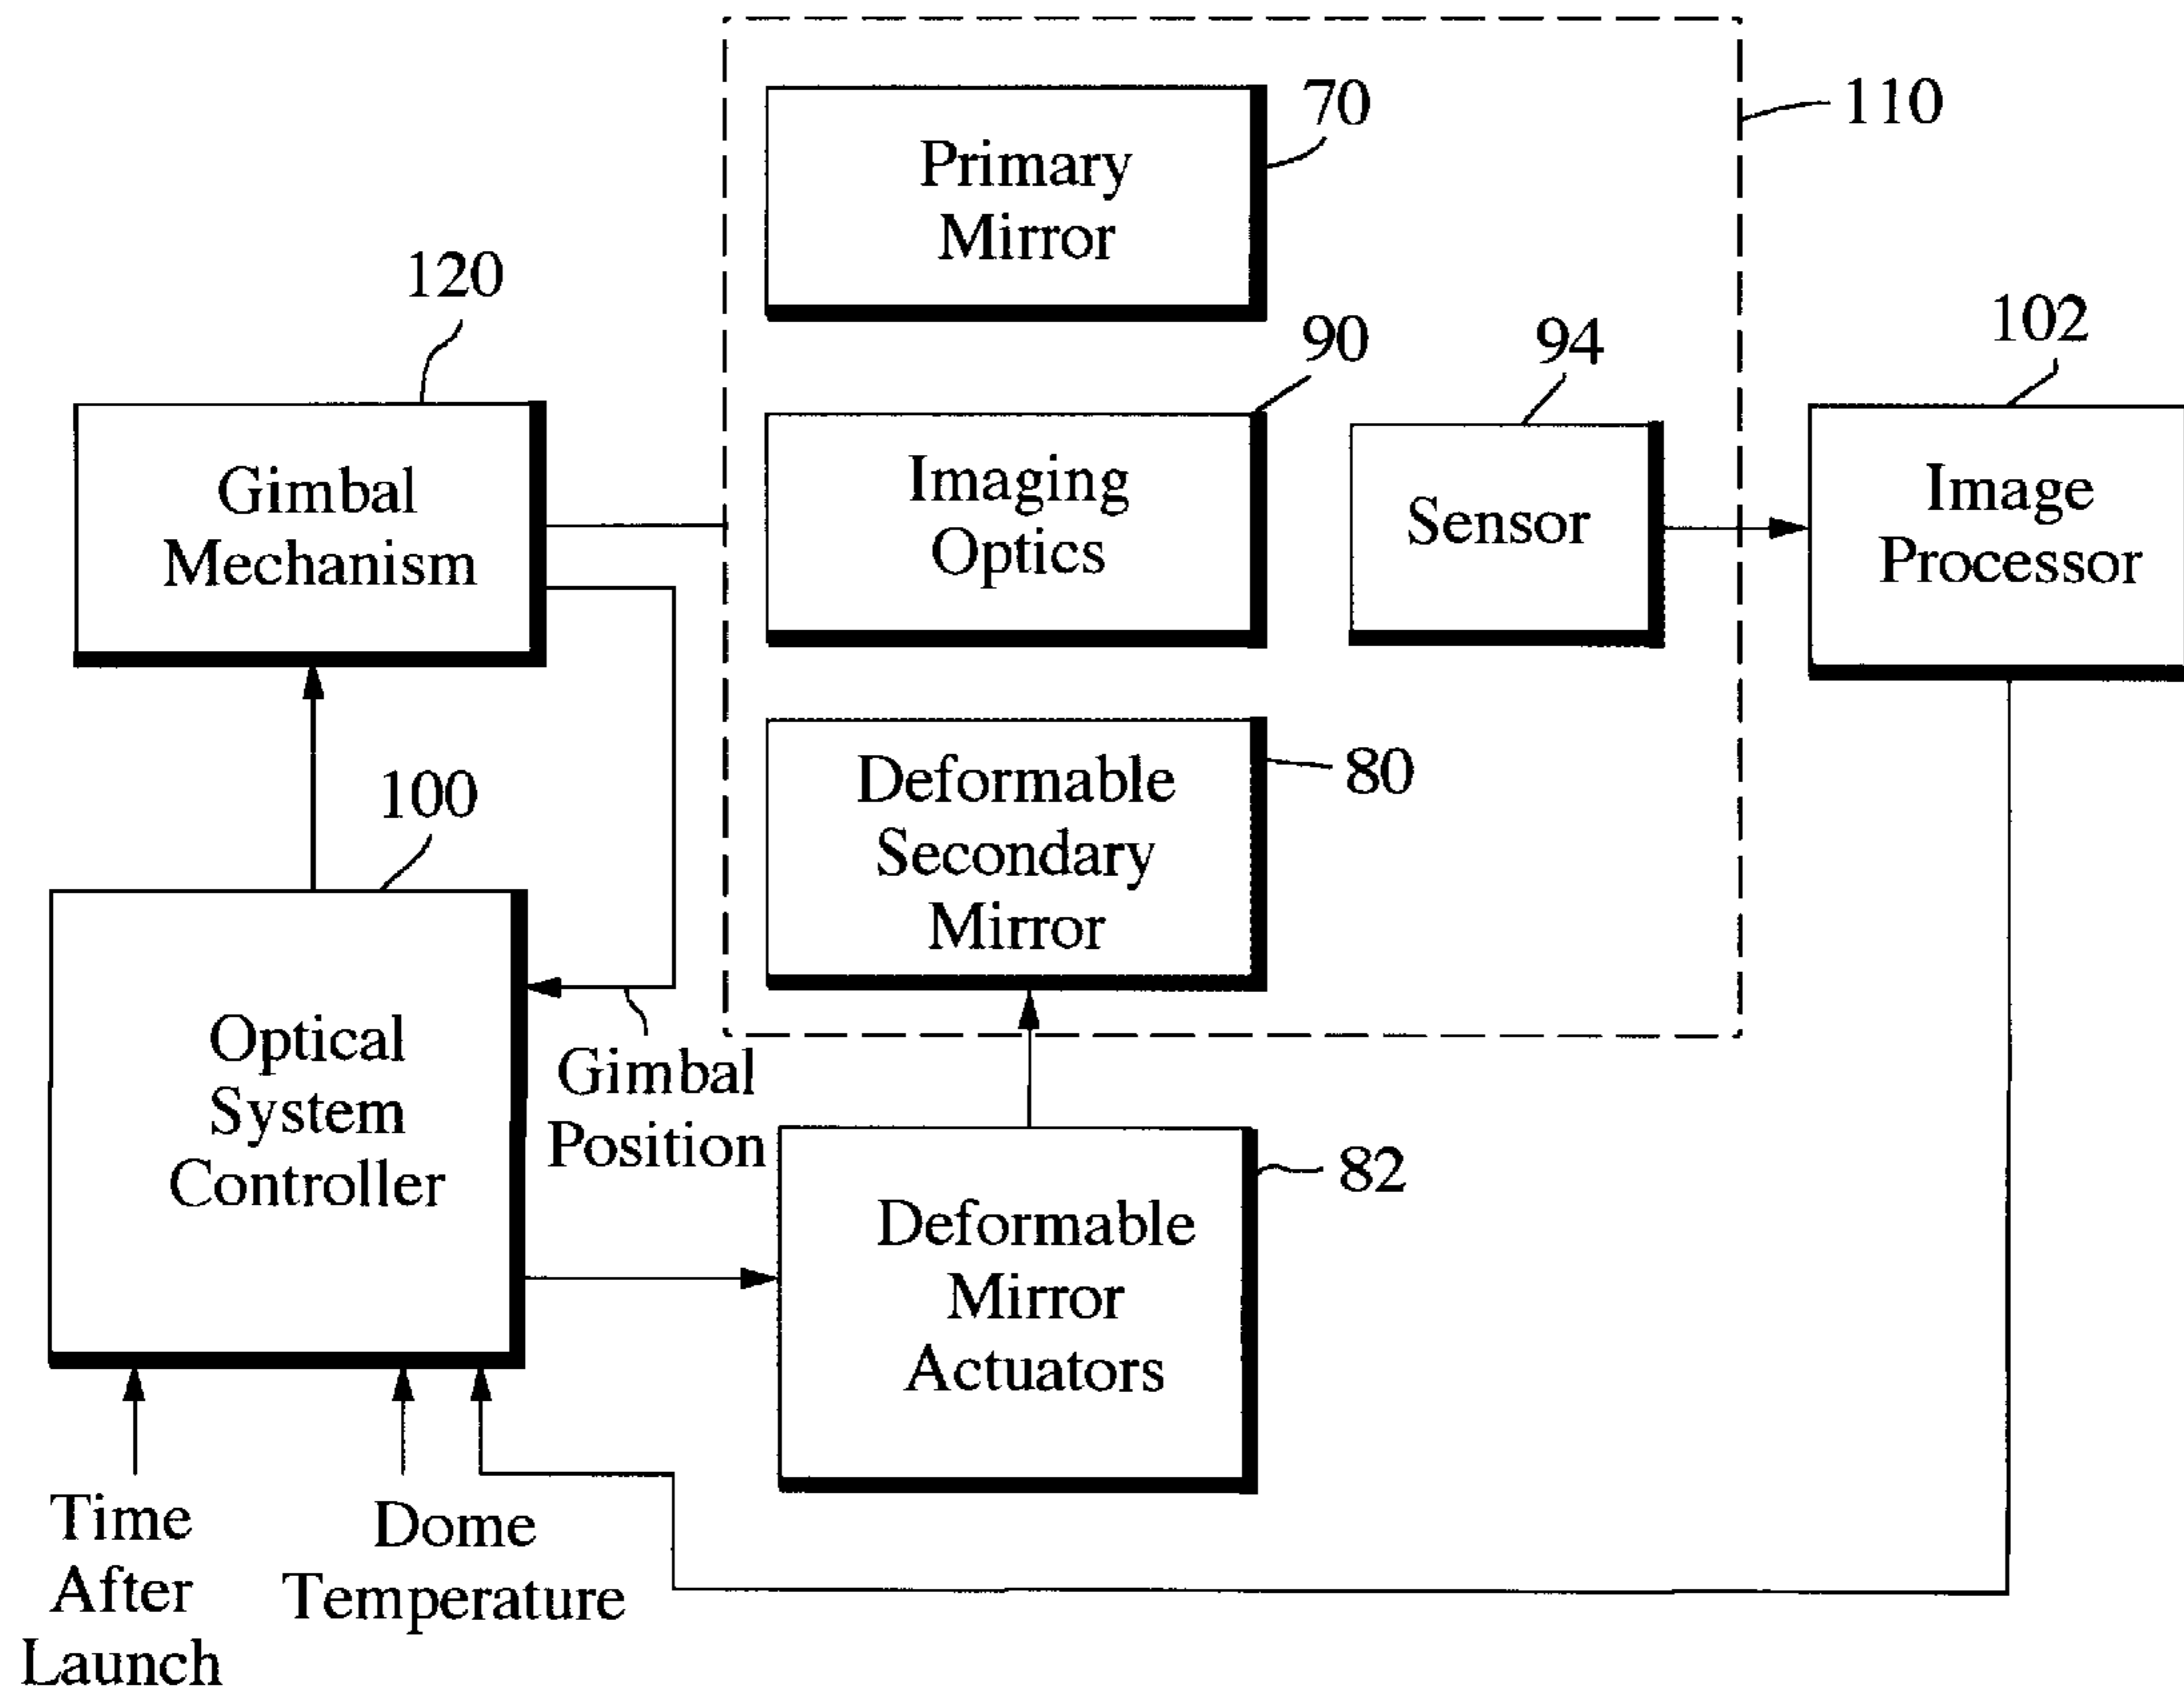 110
70
Primary
Mirror
120
90
94
102
Gimbal
Mechanism
Imaging
Optics
Sensor
Image
Processor
100
80
Deformable
Secondary
Mirror
Optical
System
Controller
Gimbal
Position
82
Deformable
Mirror
Actuators
Time
After
Launch
Dome
Temperature